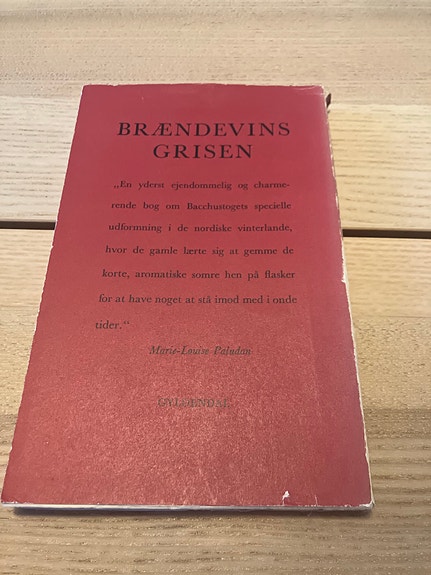 BRÆNDEVINS
GRISEN
„En yderst ejendommelig og charme-
rende bog om Bacchustogets specielle
udformning i de nordiske vinterlande,
hvor de gamle lærte sig at gemme de
korte, aromatiske somre hen på flasker
for at have noget at stå imod med i onde
tider.“
Marie-Louise Paludan
GYLDENDAL